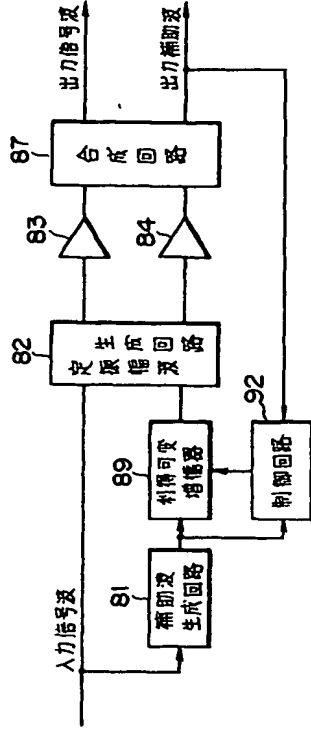 入力信号波
81
補助波
生成回路
89
利得可変
増幅器
92
制御回路
82
定振幅波
生成回路
83
84
87
合成回路
出力信号波
出力補助波